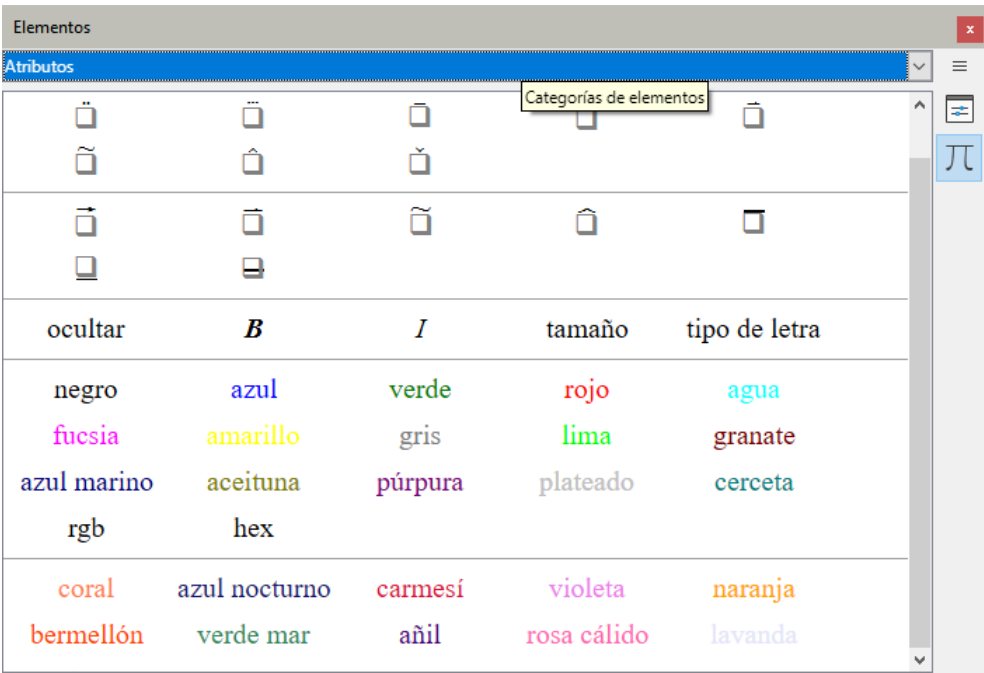 Elementos
Atributos
Categorías de elementos
ocultar B I tamaño tipo de letra
negro azul verde rojo agua
fucsia amarillo gris lima granate
azul marino aceituna púrpura plateado cerceta
rgb hex
coral azul nocturno carmesí violeta naranja
bermellón verde mar añil rosa cálido lavanda